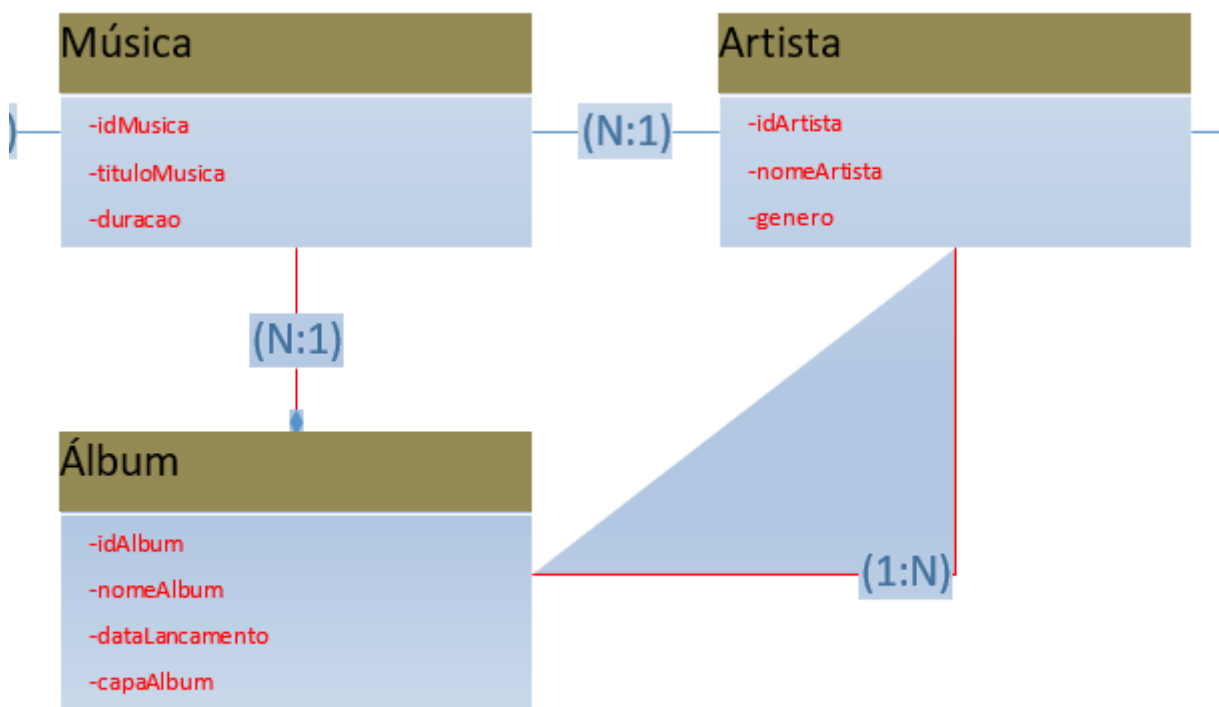 Música
-idMusica
-tituloMusica
-duracao
)
(N:1)
Artista
-idArtista
-nomeArtista
-genero
(N:1)
Álbum
-idAlbum
-nomeAlbum
-dataLancamento
-capaAlbum
(1:N)